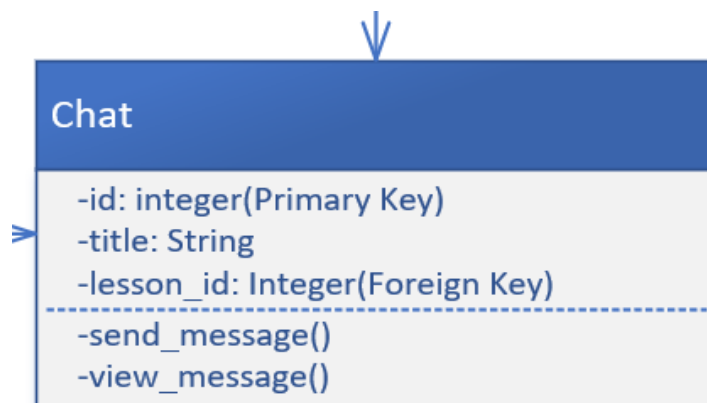 Chat
-id: integer(Primary Key)
-title: String
-lesson_id: Integer(Foreign Key)
-send_message()
-view_message()